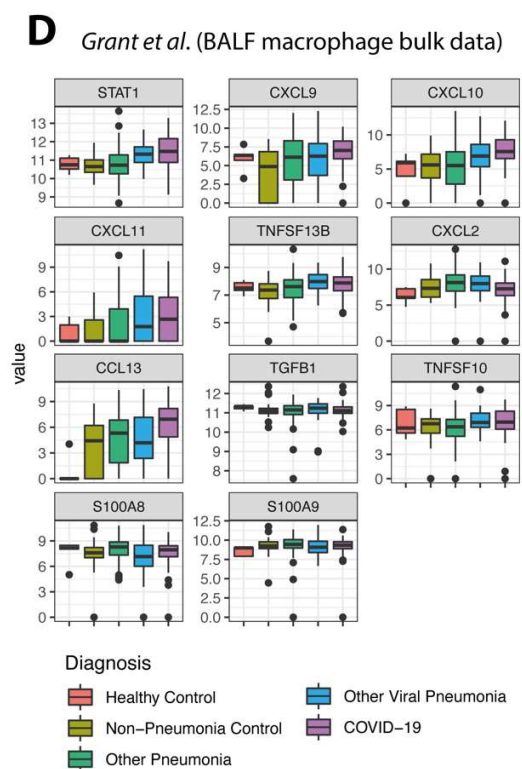 D Grant et al. (BALF macrophage bulk data)
STAT1 CXCL9 CXCL10
13 12.5
12 10.0 10
11 7.5
10 5.0 5
9 2.5
0.0 0
CXCL11 TNFSF13B CXCL2
9 9 10
6 7 5
3 5
0 0
value
CCL13 TGFB1 TNFSF10
9 12 9
6 11 6
3 10 3
9
0 8 0
S100A8 S100A9
9 12.5
10.0
6 7.5
3 5.0
2.5
0 0.0
Diagnosis
Healthy Control Other Viral Pneumonia
Non-Pneumonia Control COVID-19
Other Pneumonia